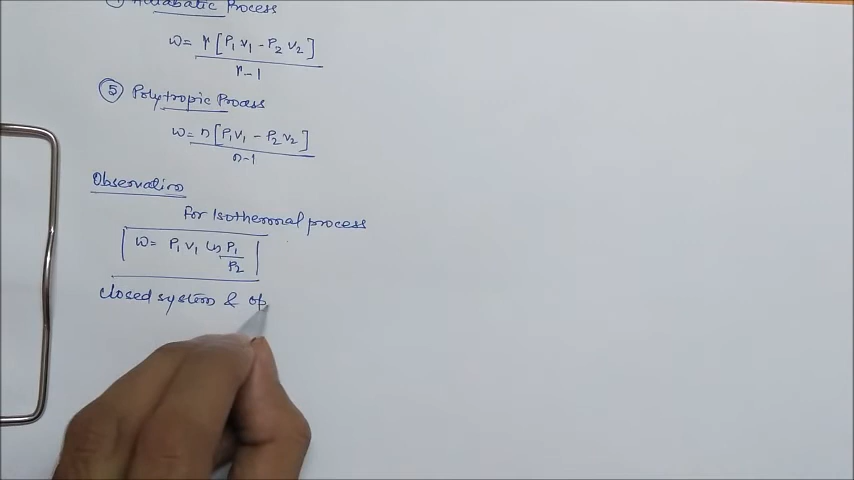 ④ Adiabatic Process
w = γ [P₁ v₁ - P₂ v₂]
γ-1
⑤ Polytropic Process
w = n [P₁ v₁ - P₂ v₂]
n-1
Observation
For Isothermal process
w = P₁ v₁ ln P₁
P₂
closed system & op